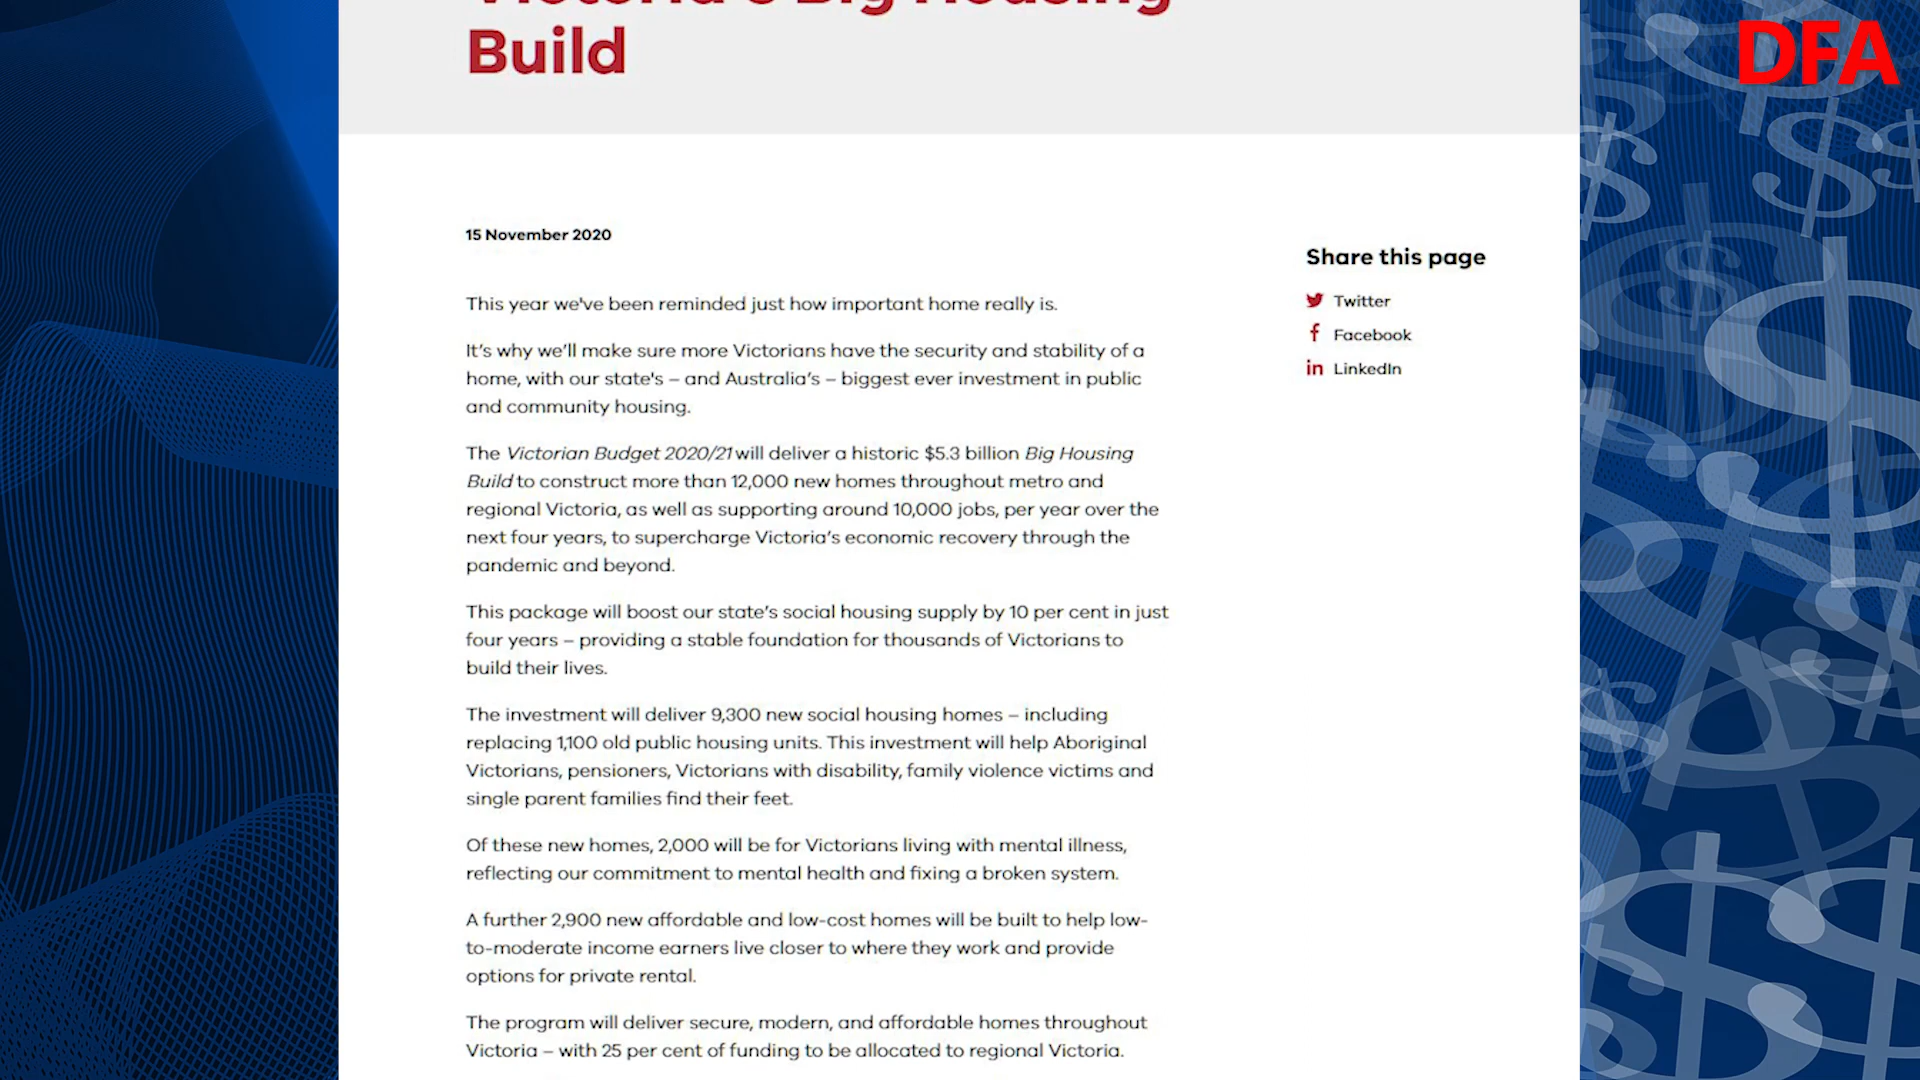 Victoria's Big Housing
Build
DFA
15 November 2020
This year we've been reminded just how important home really is.
It's why we'll make sure more Victorians have the security and stability of a
home, with our state's – and Australia's – biggest ever investment in public
and community housing.
The Victorian Budget 2020/21 will deliver a historic $5.3 billion Big Housing
Build to construct more than 12,000 new homes throughout metro and
regional Victoria, as well as supporting around 10,000 jobs, per year over the
next four years, to supercharge Victoria's economic recovery through the
pandemic and beyond.
This package will boost our state's social housing supply by 10 per cent in just
four years – providing a stable foundation for thousands of Victorians to
build their lives.
The investment will deliver 9,300 new social housing homes – including
replacing 1,100 old public housing units. This investment will help Aboriginal
Victorians, pensioners, Victorians with disability, family violence victims and
single parent families find their feet.
Of these new homes, 2,000 will be for Victorians living with mental illness,
reflecting our commitment to mental health and fixing a broken system.
A further 2,900 new affordable and low-cost homes will be built to help low-
to-moderate income earners live closer to where they work and provide
options for private rental.
The program will deliver secure, modern, and affordable homes throughout
Victoria – with 25 per cent of funding to be allocated to regional Victoria.
Share this page
Twitter
Facebook
LinkedIn